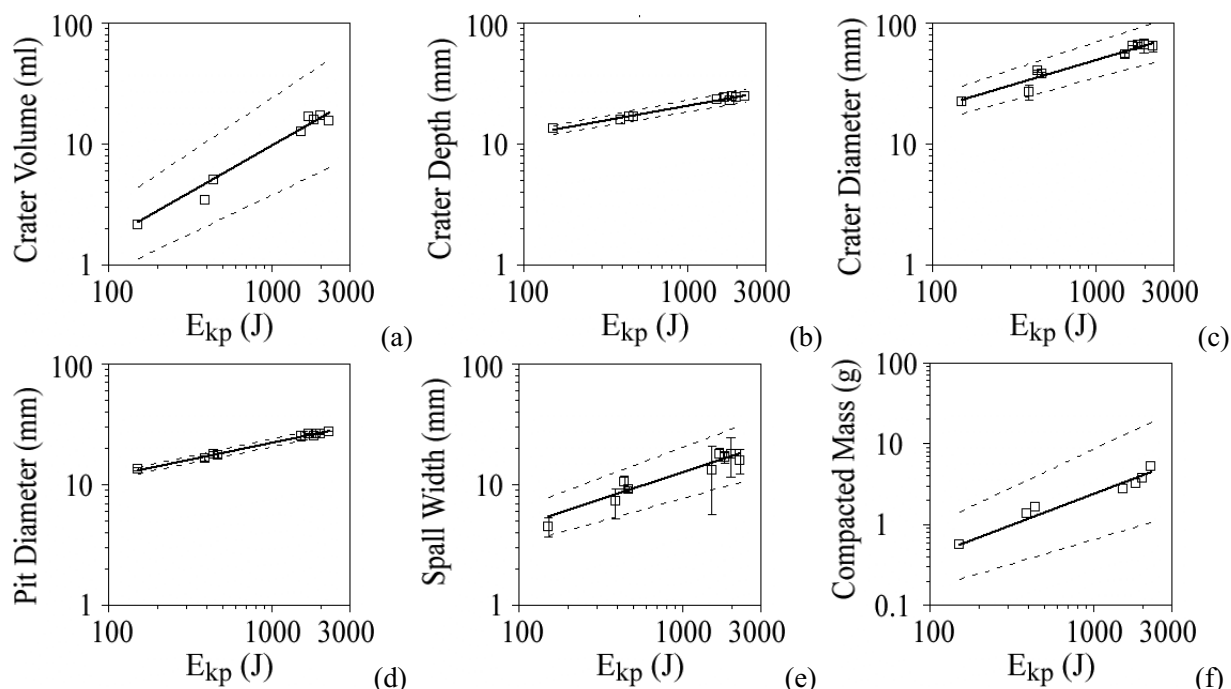 Crater Volume (ml)
100
10
1
100
1000
3000
E_kp (J)
(a)
Crater Depth (mm)
100
10
1
100
1000
3000
E_kp (J)
(b)
Crater Diameter (mm)
100
10
1
100
1000
3000
E_kp (J)
(c)
Pit Diameter (mm)
100
10
1
100
1000
3000
E_kp (J)
(d)
Spall Width (mm)
100
10
1
100
1000
3000
E_kp (J)
(e)
Compacted Mass (g)
100
10
1
0.1
100
1000
3000
E_kp (J)
(f)